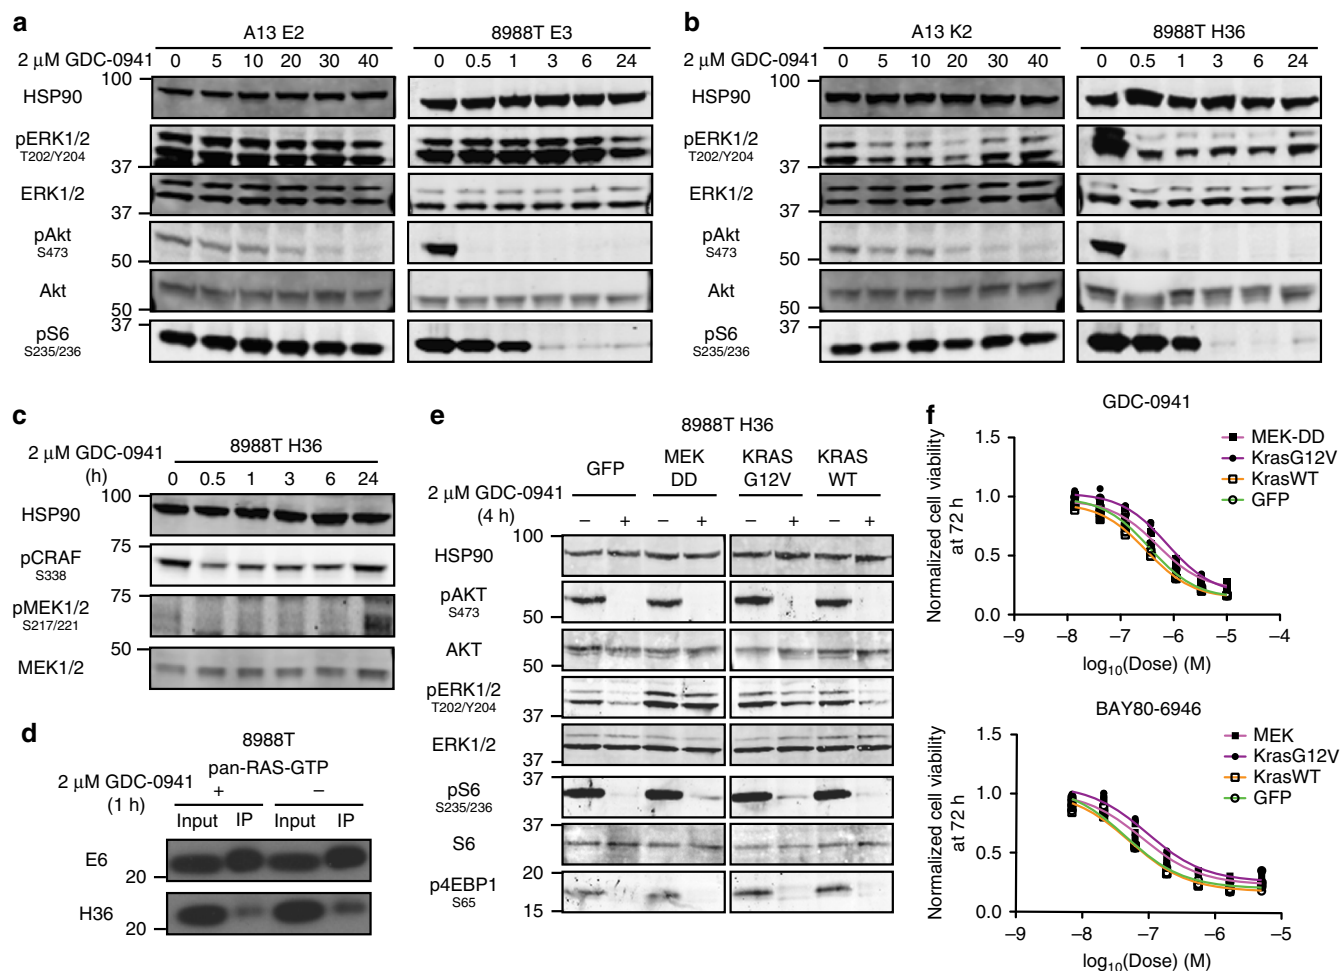 a
A13 E2
8988T E3
2 µM GDC-0941
0 5 10 20 30 40
0 0.5 1 3 6 24
100
HSP90
pERK1/2
T202/Y204
37
ERK1/2
37
pAkt
S473
50
Akt
50
37
pS6
S235/236
b
A13 K2
8988T H36
2 µM GDC-0941
0 5 10 20 30 40
0 0.5 1 3 6 24
100
HSP90
pERK1/2
T202/Y204
37
ERK1/2
37
pAkt
S473
50
Akt
50
37
pS6
S235/236
c
8988T H36
2 µM GDC-0941
(h)
0 0.5 1 3 6 24
100
HSP90
75
pCRAF
S338
75
pMEK1/2
S217/221
50
MEK1/2
d
8988T
pan-RAS-GTP
2 µM GDC-0941
(1 h)
+ –
Input IP Input IP
E6
20
H36
20
e
8988T H36
GFP
MEK
DD
KRAS
G12V
KRAS
WT
2 µM GDC-0941
(4 h)
– + – + – + – +
100
HSP90
pAKT
S473
50
AKT
50
pERK1/2
T202/Y204
37
ERK1/2
37
37
pS6
S235/236
37
S6
20
p4EBP1
S65
15
f
GDC-0941
Normalized cell viability
at 72 h
1.5
1.0
0.5
0.0
–9 –8 –7 –6 –5 –4
log10(Dose) (M)
MEK-DD
KrasG12V
KrasWT
GFP
BAY80-6946
Normalized cell viability
at 72 h
1.5
1.0
0.5
0.0
–9 –8 –7 –6 –5
log10(Dose) (M)
MEK
KrasG12V
KrasWT
GFP